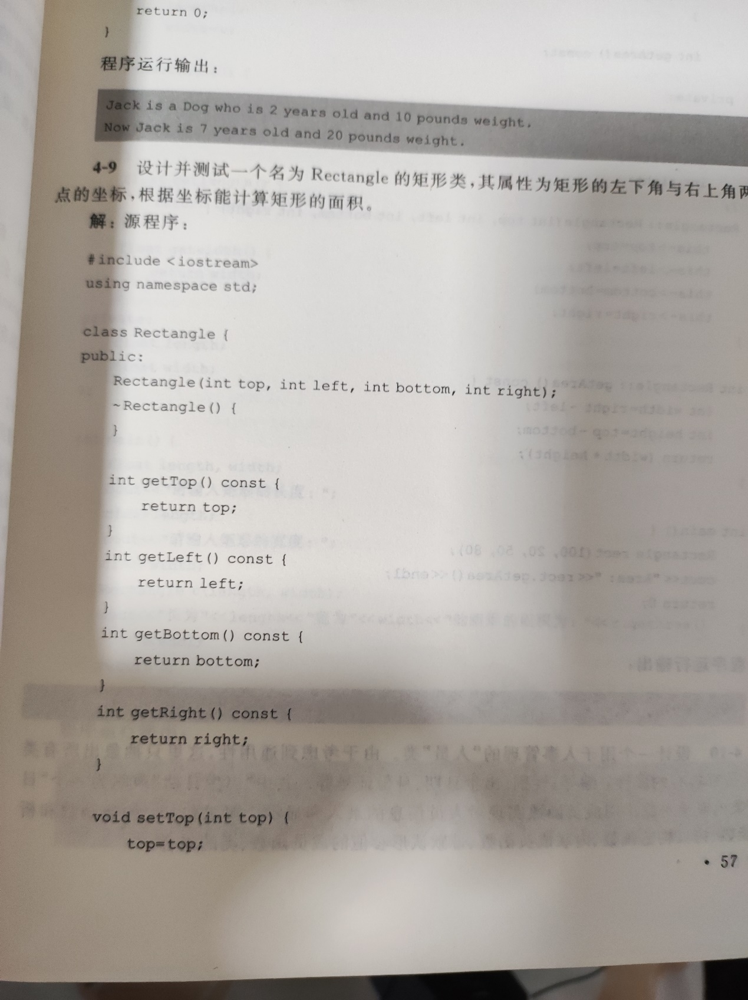 return 0;
}
程序运行输出：
Jack is a Dog who is 2 years old and 10 pounds weight.
Now Jack is 7 years old and 20 pounds weight.
4-9 设计并测试一个名为 Rectangle 的矩形类，其属性为矩形的左下角与右上角两
点的坐标，根据坐标能计算矩形的面积。
解：源程序：
#include <iostream>
using namespace std;
class Rectangle {
public:
Rectangle(int top, int left, int bottom, int right);
~Rectangle() {
}
int getTop() const {
return top;
}
int getLeft() const {
return left;
}
int getBottom() const {
return bottom;
}
int getRight() const {
return right;
}
void setTop(int top) {
top=top;
• 57